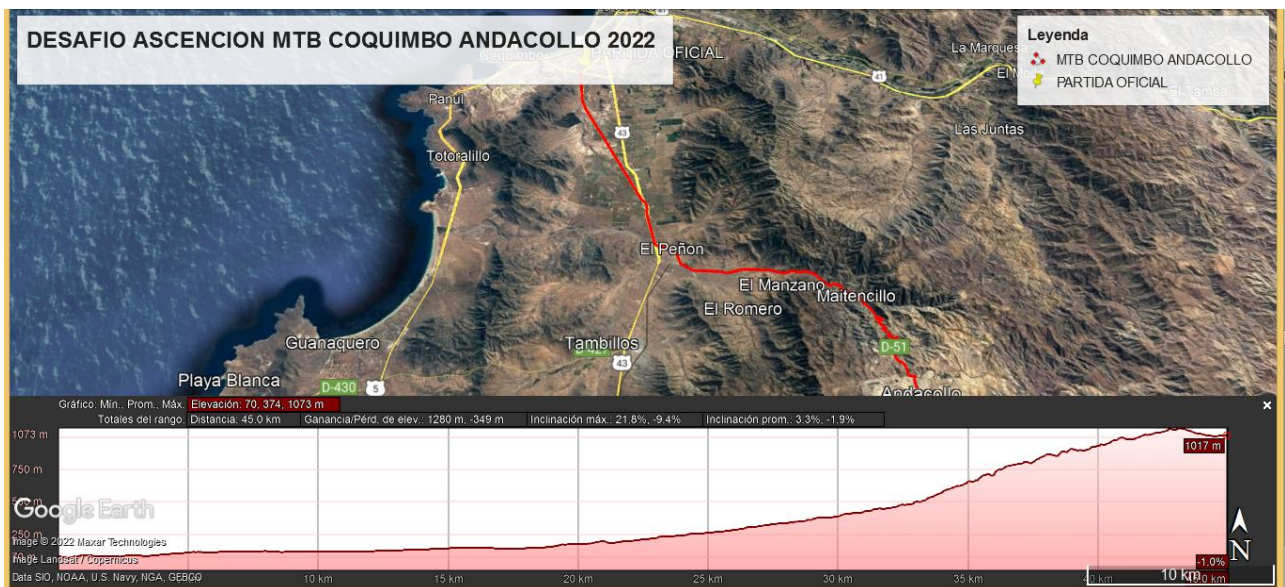 DESAFIO ASCENCION MTB COQUIMBO ANDACOLLO 2022
PARTIDA OFICIAL
Leyenda
MTB COQUIMBO ANDACOLLO
PARTIDA OFICIAL
41
La Marquesa
41
Las Juntas
Panul
43
Totoralillo
El Peñon
El Manzano
Maitencillo
El Romero
Guanaquero
Tambillos
D-51
43
Playa Blanca
D-430
5
Andacollo
Gráfico: Mín., Prom., Máx. Elevación: 70, 374, 1073 m
Totales del rango: Distancia: 45.0 km Ganancia/Pérd. de elev.: 1280 m, -349 m Inclinación máx.: 21,8%, -9.4% Inclinación prom.: 3.3%, -1.9%
1073 m
1017 m
750 m
Google Earth
250 m
Image © 2022 Maxar Technologies
Image Landsat / Copernicus
-1.0%
N
Data SIO, NOAA, U.S. Navy, NGA, GEBCO
10 km
15 km
20 km
25 km
30 km
35 km
10 km